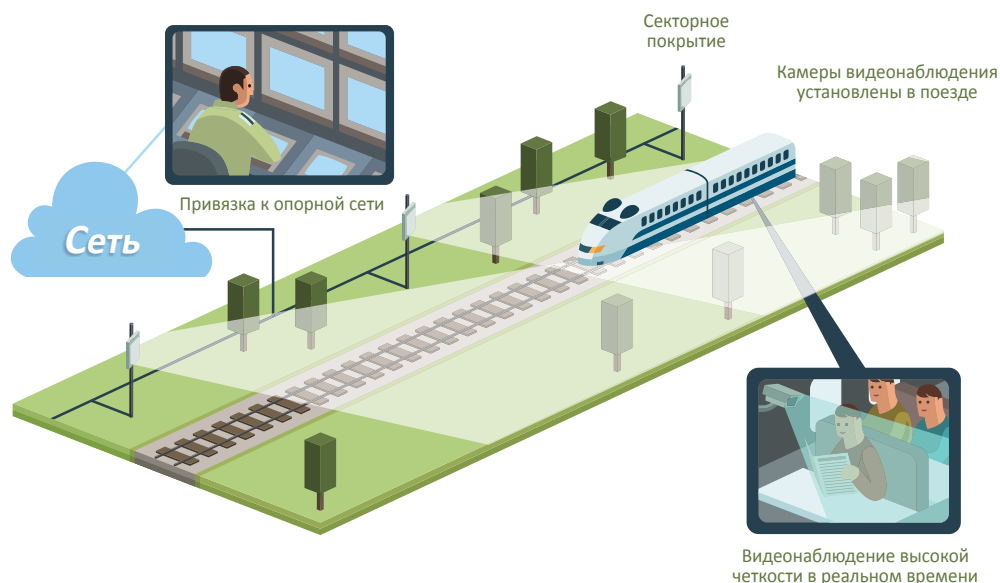 Секторное
покрытие
Камеры видеонаблюдения
установлены в поезде
Привязка к опорной сети
Сеть
Видеонаблюдение высокой
четкости в реальном времени